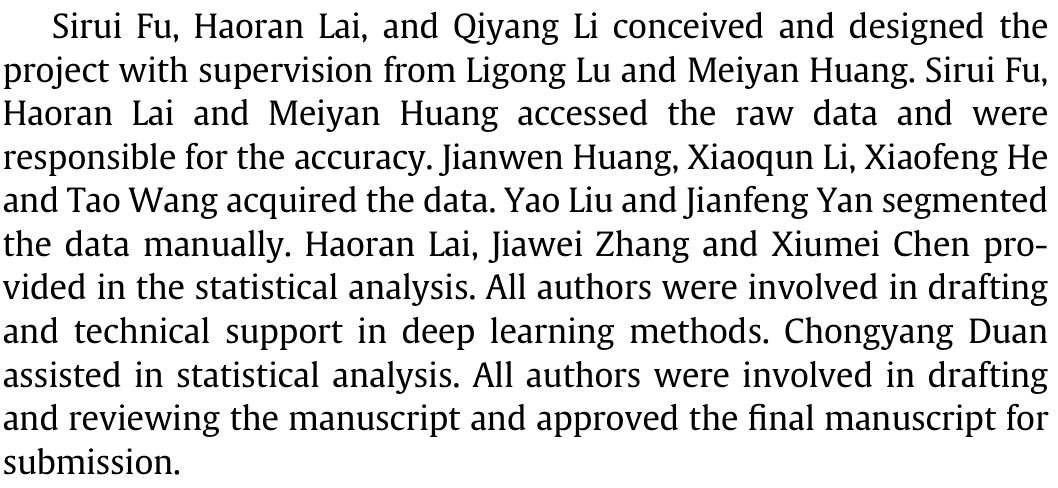 Sirui Fu, Haoran Lai, and Qiyang Li conceived and designed the
project with supervision from Ligong Lu and Meiyan Huang. Sirui Fu,
Haoran Lai and Meiyan Huang accessed the raw data and were
responsible for the accuracy. Jianwen Huang, Xiaoqun Li, Xiaofeng He
and Tao Wang acquired the data. Yao Liu and Jianfeng Yan segmented
the data manually. Haoran Lai, Jiawei Zhang and Xiumei Chen pro-
vided in the statistical analysis. All authors were involved in drafting
and technical support in deep learning methods. Chongyang Duan
assisted in statistical analysis. All authors were involved in drafting
and reviewing the manuscript and approved the final manuscript for
submission.